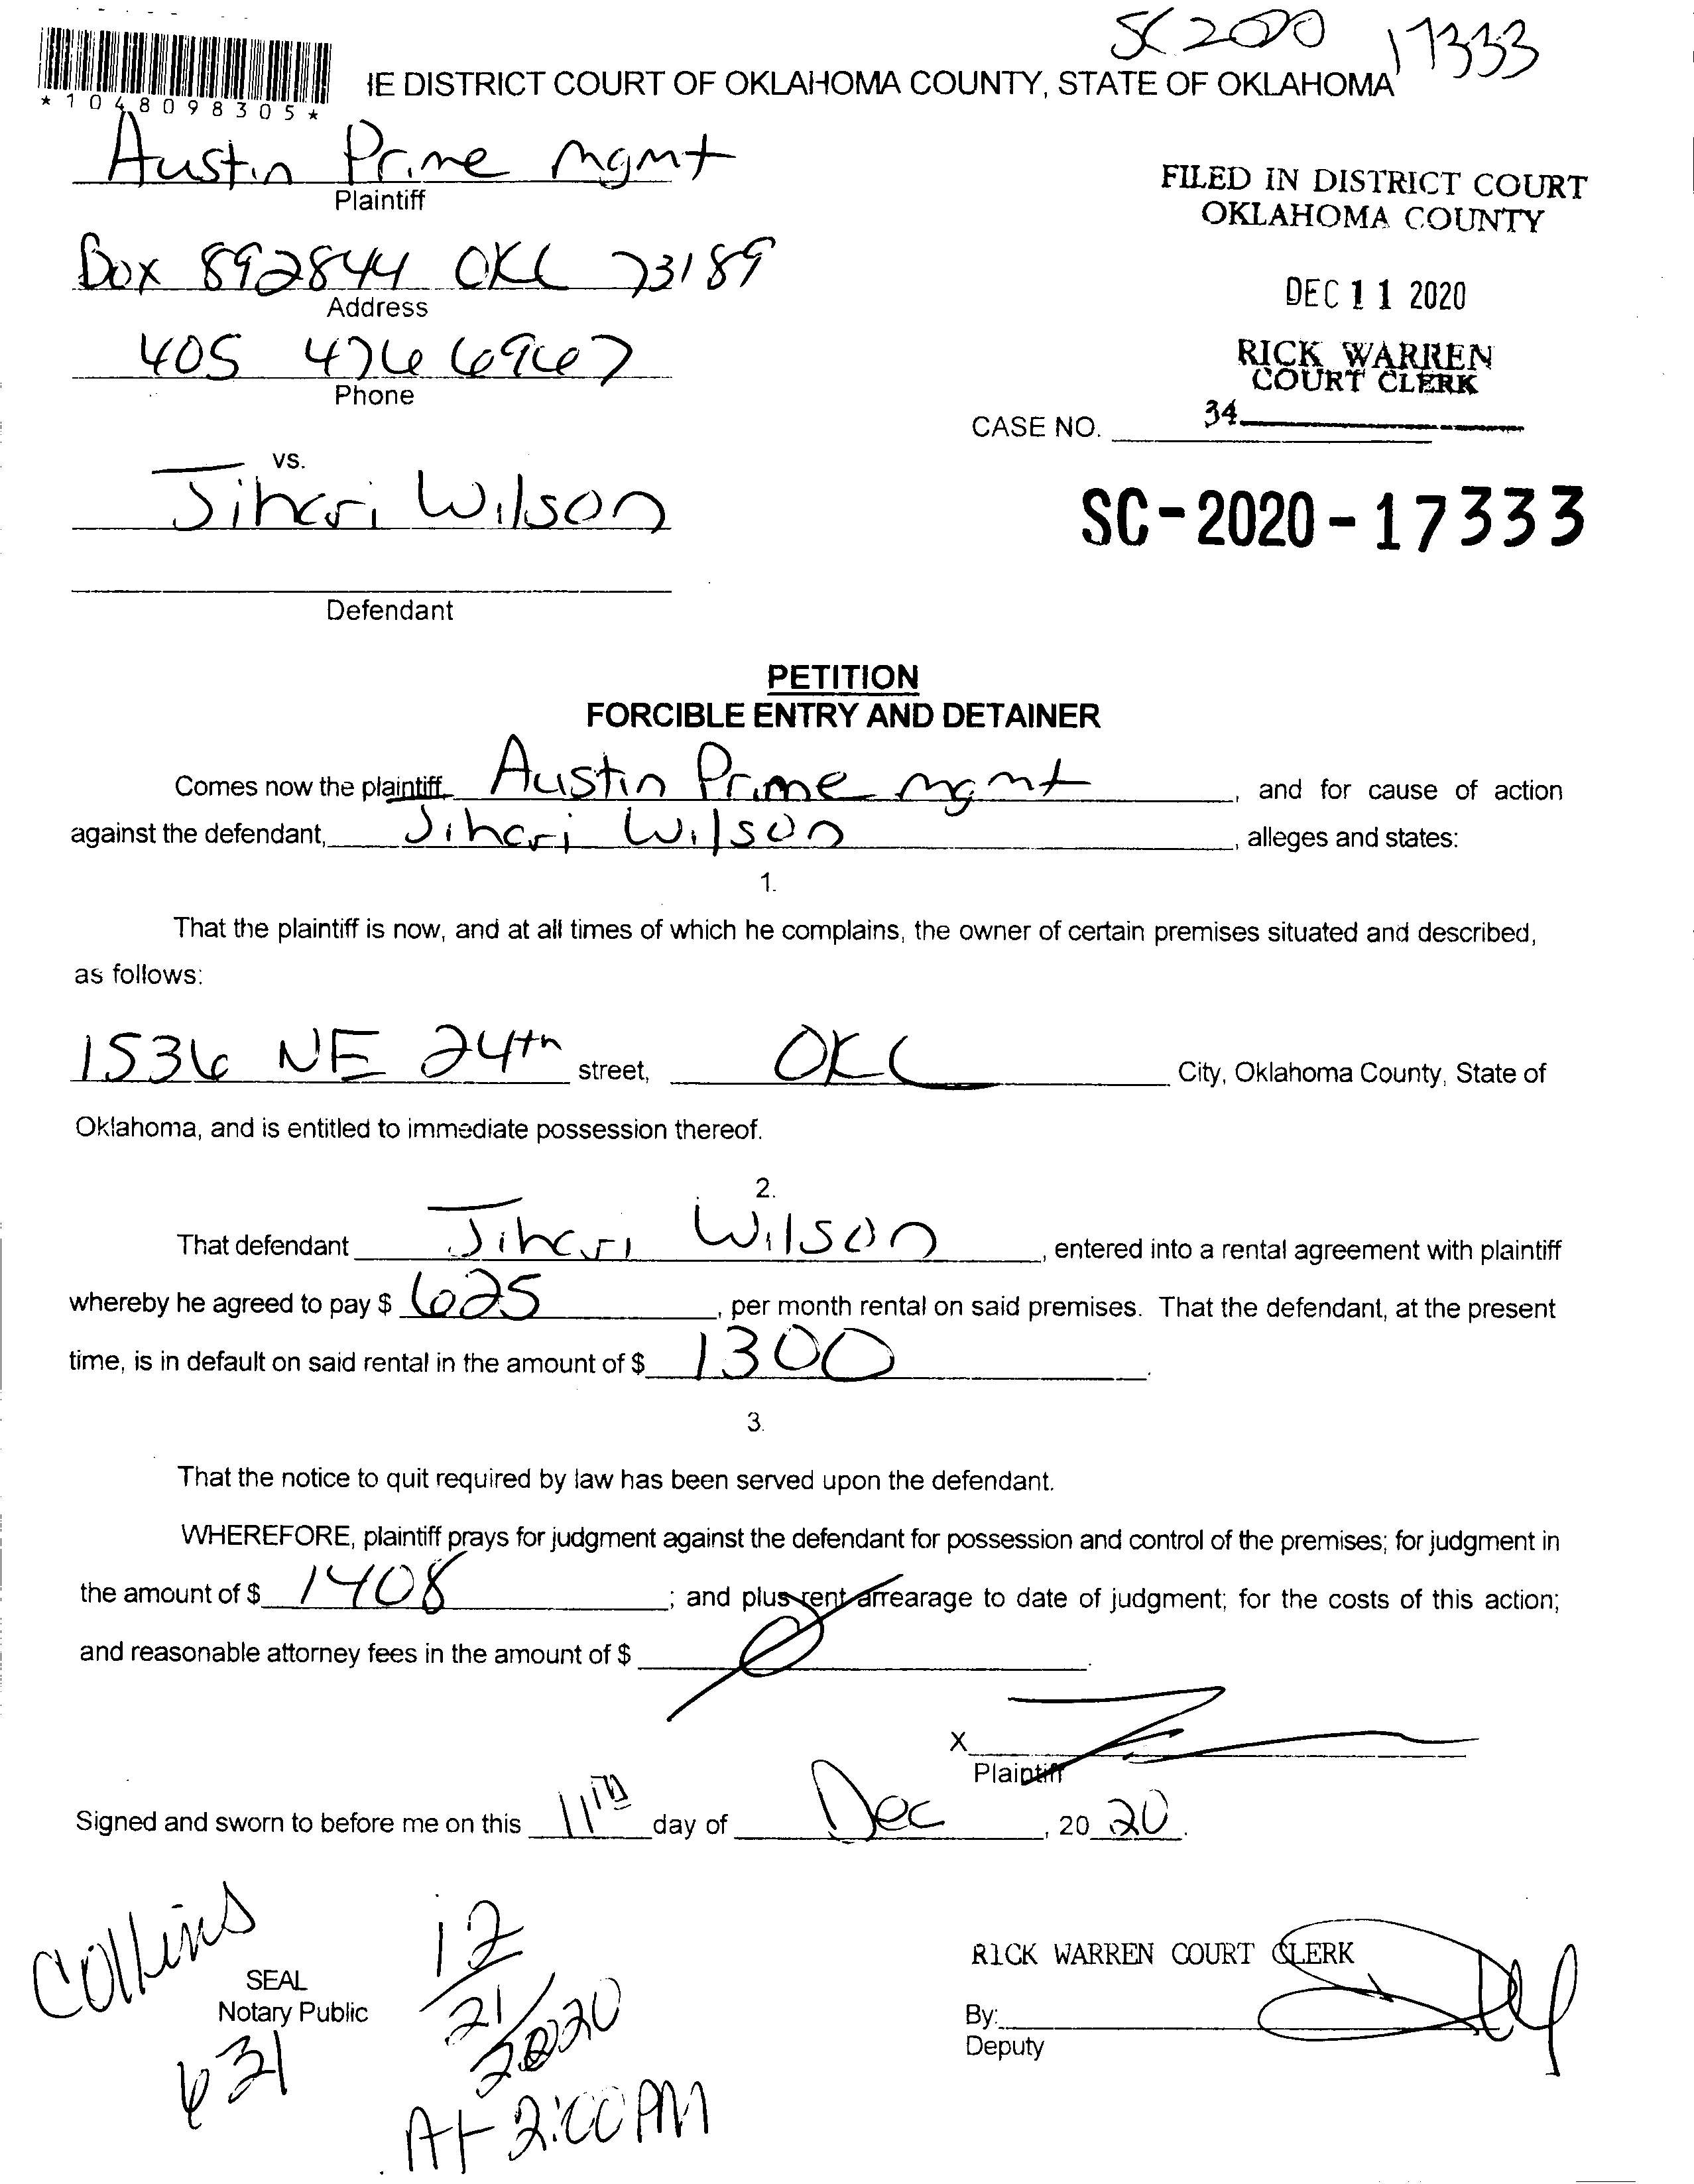 SC2020 17333
IE DISTRICT COURT OF OKLAHOMA COUNTY, STATE OF OKLAHOMA
*1048098305*
Austin Prime Mgmt
Plaintiff
FILED IN DISTRICT COURT
OKLAHOMA COUNTY
Box 892844 OKC 73189
Address
DEC 11 2020
405 476 6967
Phone
RICK WARREN
COURT CLERK
34
CASE NO.
vs.
Jihari Wilson
SC-2020-17333
Defendant
PETITION
FORCIBLE ENTRY AND DETAINER
Comes now the plaintiff Austin Prime mgmt, and for cause of action
against the defendant, Jihari Wilson, alleges and states:
1.
That the plaintiff is now, and at all times of which he complains, the owner of certain premises situated and described,
as follows:
1536 NE 24th street, OKC City, Oklahoma County, State of
Oklahoma, and is entitled to immediate possession thereof.
2.
That defendant Jihari Wilson, entered into a rental agreement with plaintiff
whereby he agreed to pay $ 625, per month rental on said premises. That the defendant, at the present
time, is in default on said rental in the amount of $ 1300.
3.
That the notice to quit required by law has been served upon the defendant.
WHEREFORE, plaintiff prays for judgment against the defendant for possession and control of the premises; for judgment in
the amount of $ 1408; and plus rent arrearage to date of judgment; for the costs of this action;
and reasonable attorney fees in the amount of $ 0.
X
Plaintiff
Signed and sworn to before me on this 11TH day of Dec, 20 20.
Collins
SEAL
Notary Public
631
12/21/2020
At 2:00 PM
RICK WARREN COURT CLERK
By:
Deputy